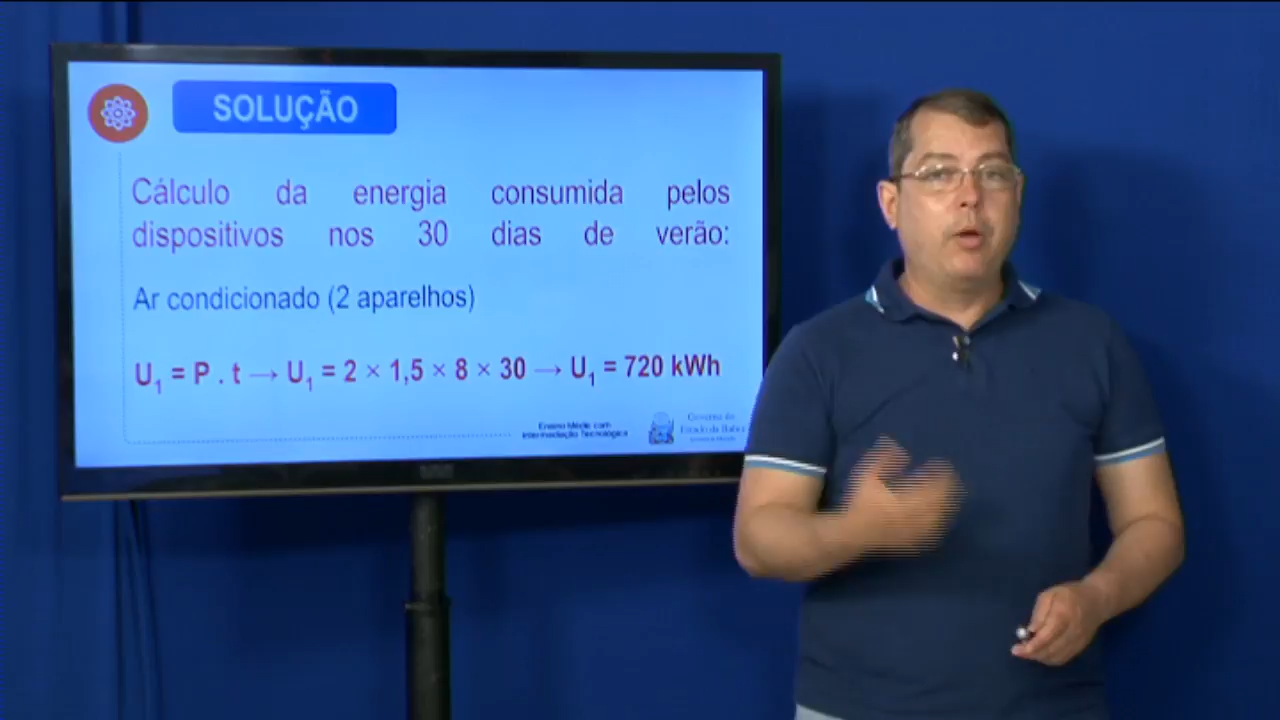 SOLUÇÃO
Cálculo da energia consumida pelos
dispositivos nos 30 dias de verão:
Ar condicionado (2 aparelhos)
U₁ = P . t → U₁ = 2 × 1,5 × 8 × 30 → U₁ = 720 kWh
Ensino Médio com
Intermediação Tecnológica
Governo do
Estado da Bahia